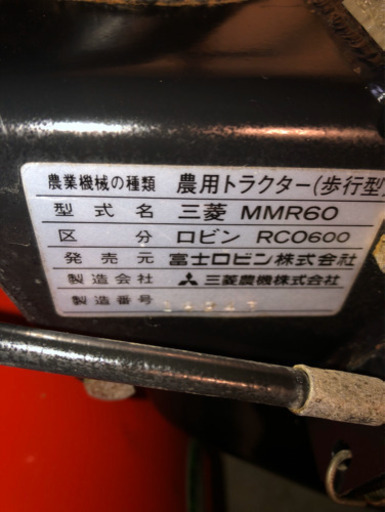 農業機械の種類 農用トラクター(歩行型
型式名 三菱 MMR60
区分 ロビン RCO600
発売元 富士ロビン株式会社
製造会社 三菱農機株式会社
製造番号